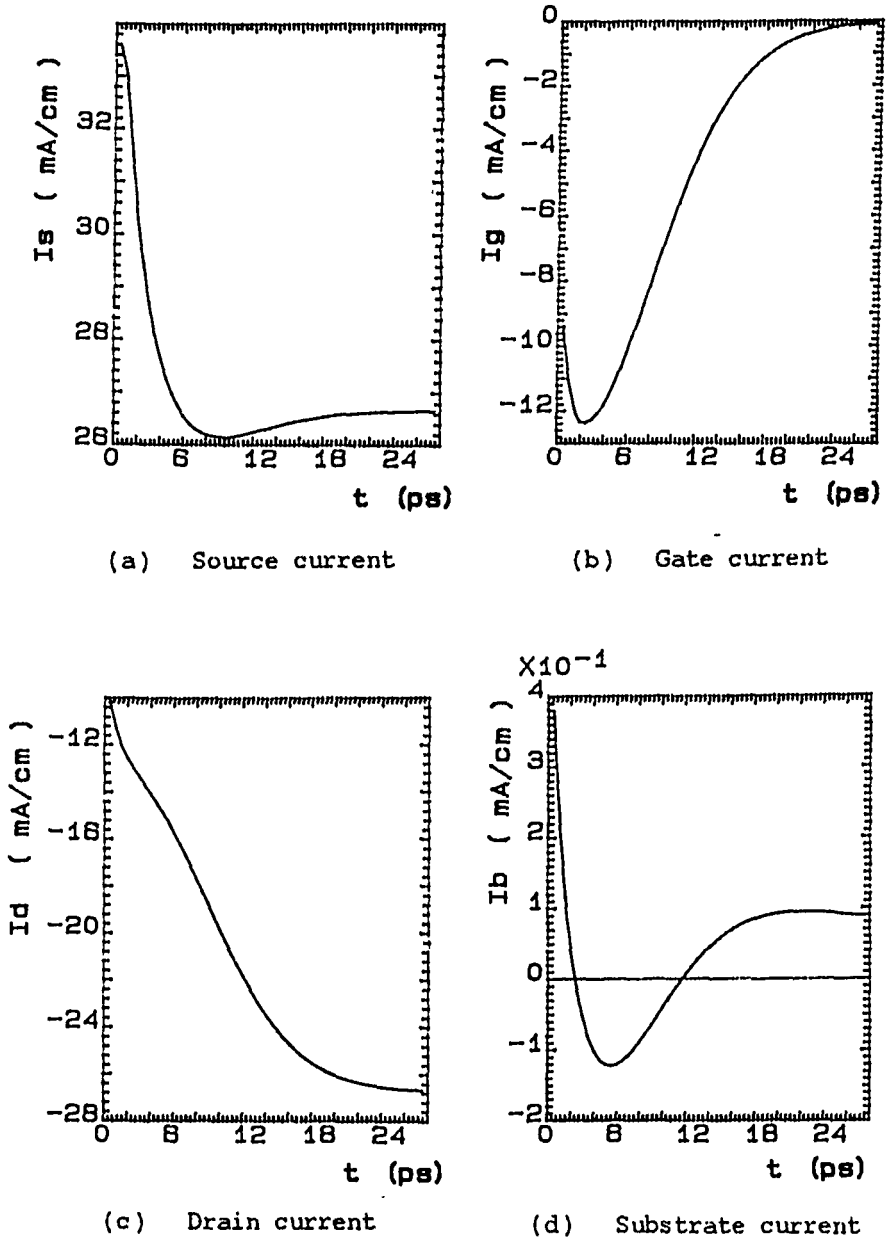 Is ( mA/cm )
32
30
28
26
0 6 12 18 24
t (ps)
(a) Source current
Ig ( mA/cm )
0
-2
-4
-6
-8
-10
-12
0 6 12 18 24
t (ps)
(b) Gate current
Id ( mA/cm )
-12
-16
-20
-24
-28
0 6 12 18 24
t (ps)
(c) Drain current
X10-1
Ib ( mA/cm )
4
3
2
1
0
-1
-2
0 6 12 18 24
t (ps)
(d) Substrate current